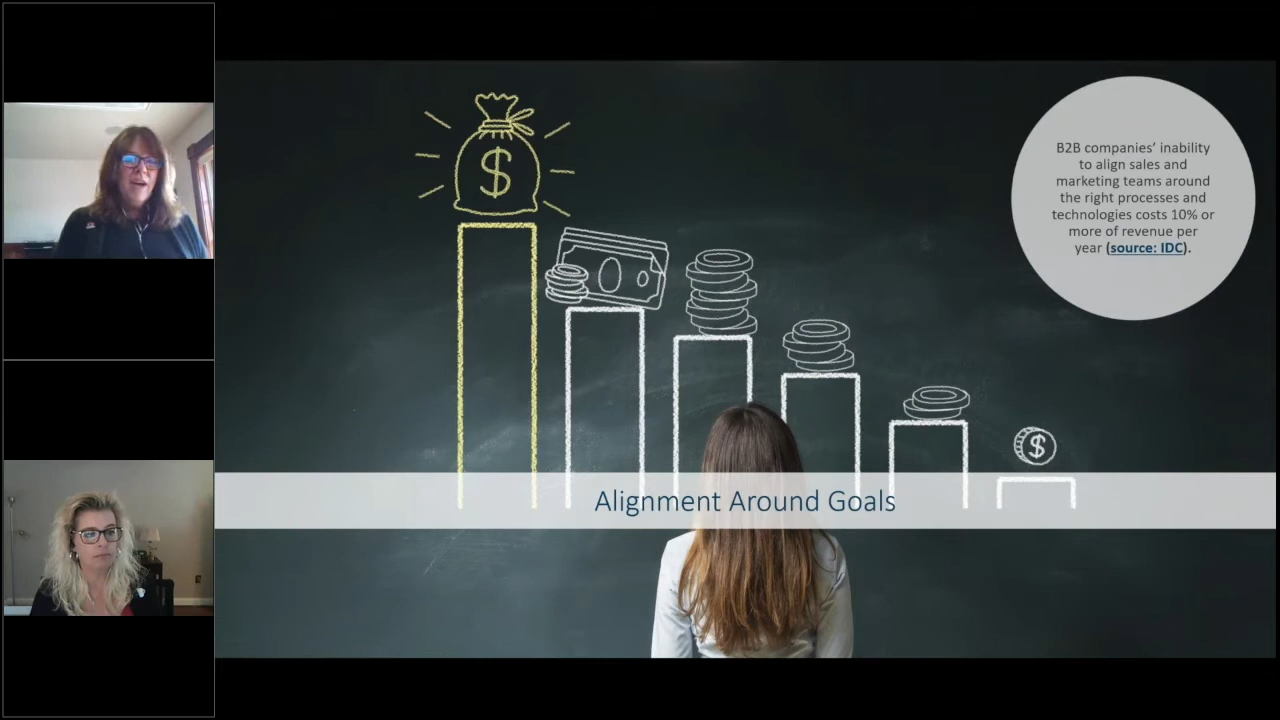 $
B2B companies’ inability
to align sales and
marketing teams around
the right processes and
technologies costs 10% or
more of revenue per
year (source: IDC).
$
Alignment Around Goals